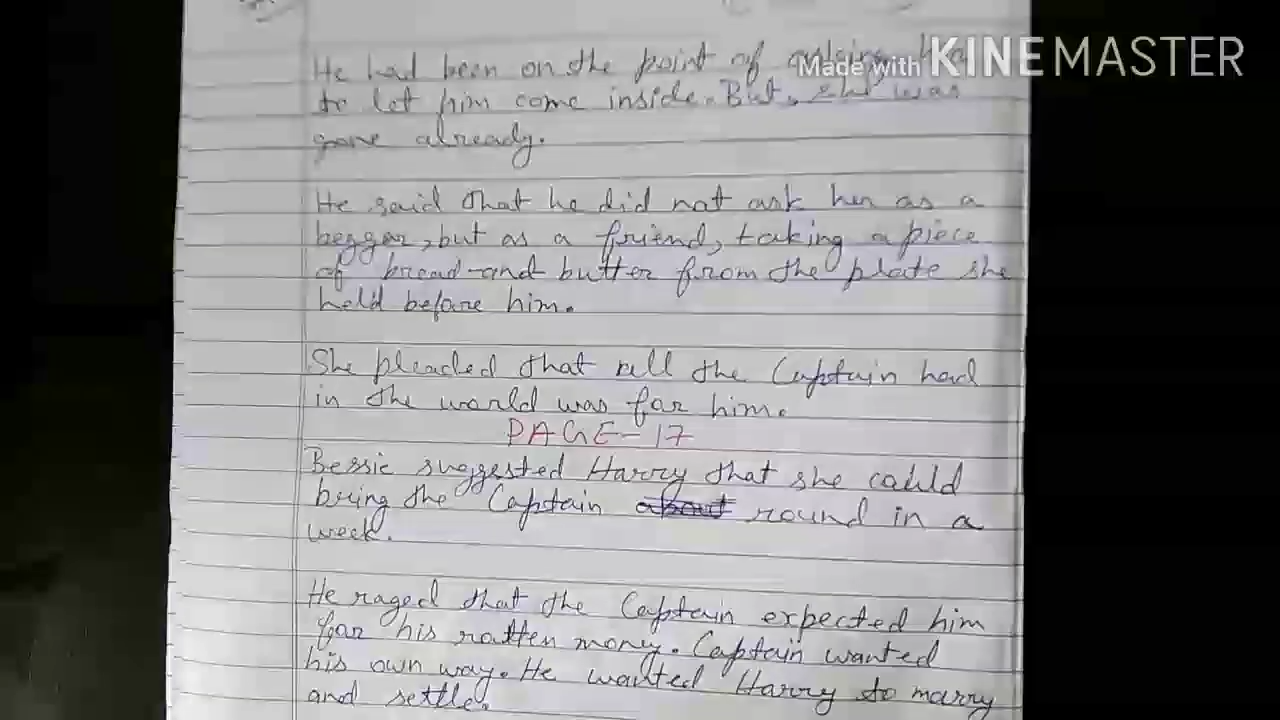 He had been on the point of asking her
Made with KINEMASTER
to let him come inside. But, she was
gone already.
He said that he did not ask her as a
beggar, but as a friend, taking a piece
of bread-and butter from the plate she
held before him.
She pleaded that all the Captain had
in the world was for him.
PAGE-17
Bessie suggested Harry that she could
bring the Captain about round in a
week.
He raged that the Captain expected him
for his rotten money. Captain wanted
his own way. He wanted Harry to marry
and settle.